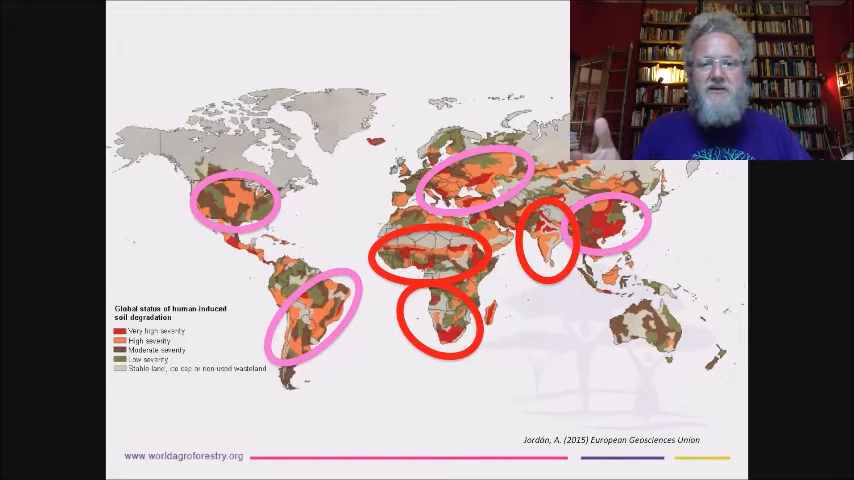 Global status of human-induced
soil degradation
Very high severity
High severity
Moderate severity
Low severity
Stable land, ice cap or non-used wasteland
Jordán, A. (2015) European Geosciences Union
www.worldagroforestry.org